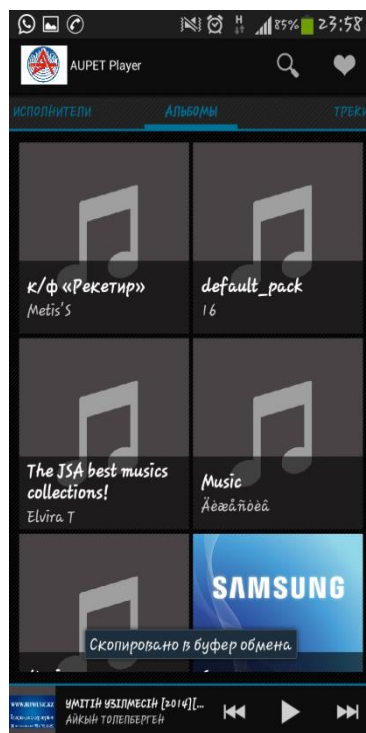 H 85% 23:58
AUPET Player
ИСПОЛНИТЕЛИ АЛЬБОМЫ ТРЕКИ
к/ф «Рекетир»
Metis'S
default_pack
16
The JSA best musics
collections!
Elvira T
Music
Äèæåñòèâ
SAMSUNG
Скопировано в буфер обмена
ҮМІТІҢ ҮЗІЛМЕСІН [2014][...
АЙКЫН ТОЛЕПБЕРГЕН